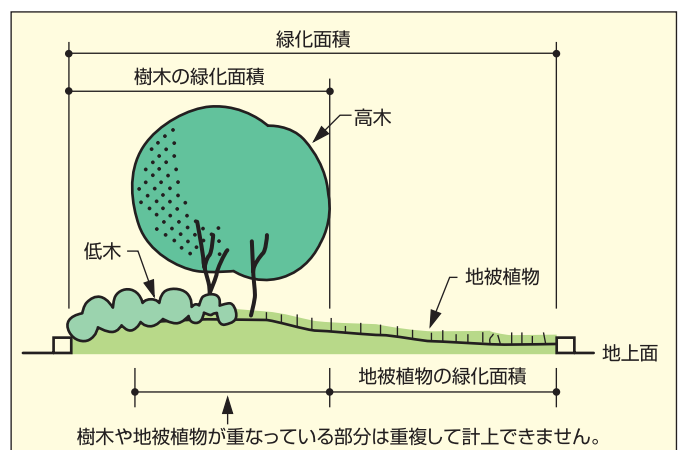 緑化面積
樹木の緑化面積
高木
低木
地被植物
地上面
地被植物の緑化面積
樹木や地被植物が重なっている部分は重複して計上できません。